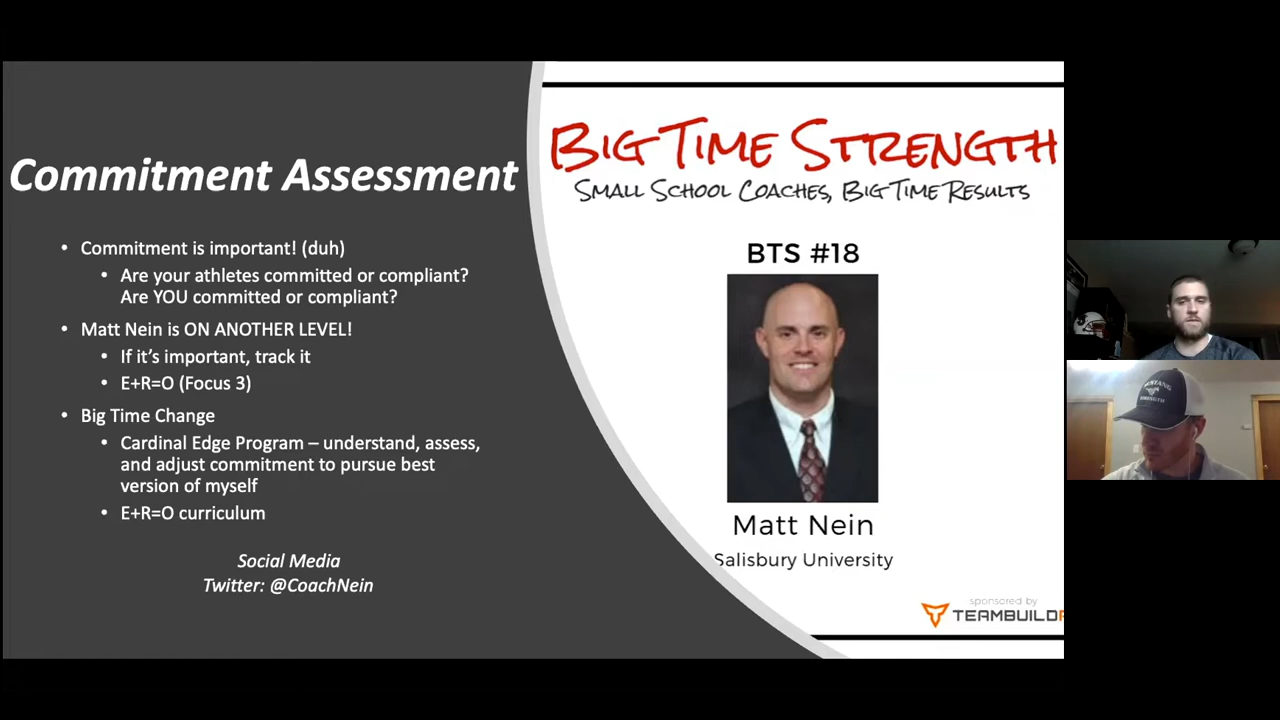 Commitment Assessment
• Commitment is important! (duh)
• Are your athletes committed or compliant?
Are YOU committed or compliant?
• Matt Nein is ON ANOTHER LEVEL!
• If it's important, track it
• E+R=O (Focus 3)
• Big Time Change
• Cardinal Edge Program – understand, assess,
and adjust commitment to pursue best
version of myself
• E+R=O curriculum
Social Media
Twitter: @CoachNein
BIG TIME STRENGTH
SMALL SCHOOL COACHES, BIG TIME RESULTS
BTS #18
Matt Nein
Salisbury University
sponsored by
TEAMBUILD
MUSTANG
STRENGTH